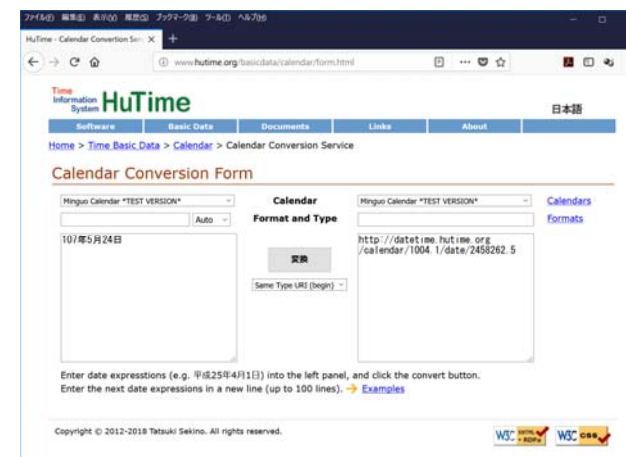 ファイル(F) 編集(E) 表示(V) 履歴(S) ブックマーク(B) ツール(T) ヘルプ(H)
HuTime - Calendar Convertion Ser
www.hutime.org/basicdata/calendar/form.html
Time
Information
System HuTime
日本語
Software Basic Data Documents Links About
Home > Time Basic Data > Calendar > Calendar Conversion Service
Calendar Conversion Form
Minguo Calendar *TEST VERSION* Calendar Minguo Calendar *TEST VERSION* Calendars
Auto Format and Type Formats
107年5月24日
http://datetime.hutime.org
/calendar/1004.1/date/2458262.5
変換
Same Type URI (begin)
Enter date expresstions (e.g. 平成25年4月1日) into the left panel, and click the convert button.
Enter the next date expressions in a new line (up to 100 lines). Examples
Copyright © 2012-2018 Tatsuki Sekino. All rights reserved.
W3C XHTML + RDFa W3C css